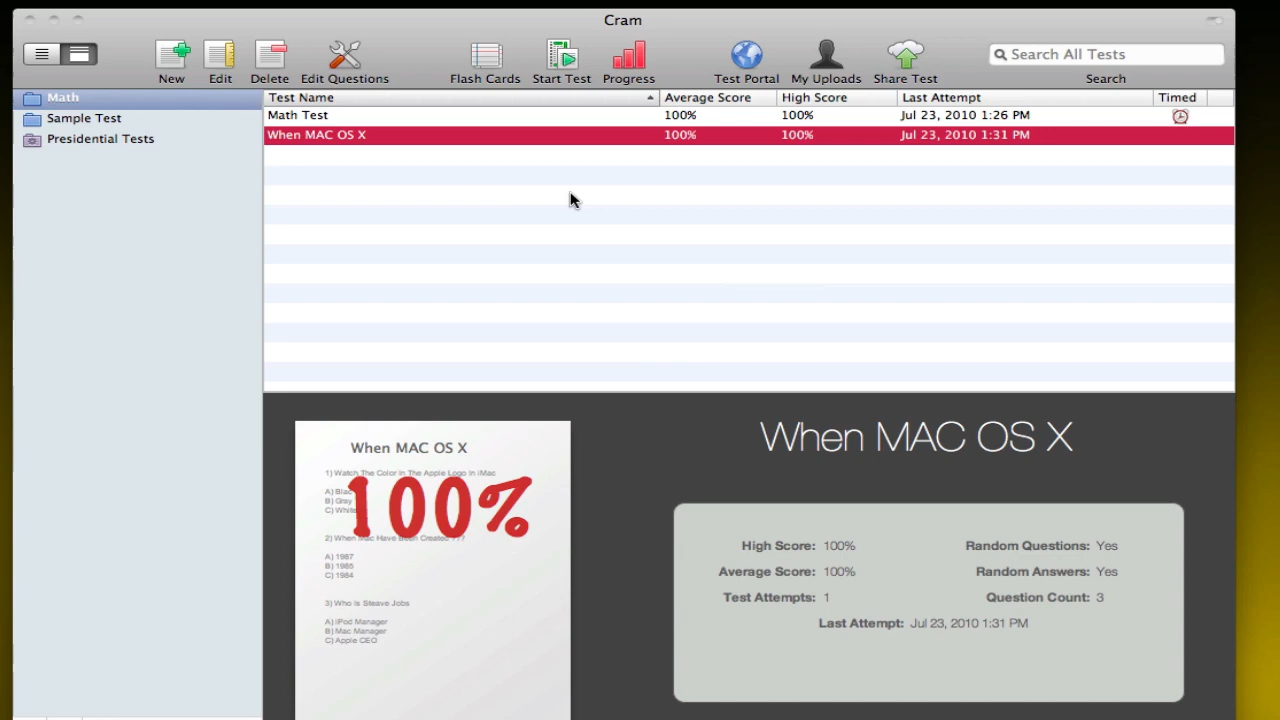 Cram
New Edit Delete Edit Questions Flash Cards Start Test Progress Test Portal My Uploads Share Test Search All Tests Search
Math
Sample Test
Presidential Tests
Test Name Average Score High Score Last Attempt Timed
Math Test 100% 100% Jul 23, 2010 1:26 PM
When MAC OS X 100% 100% Jul 23, 2010 1:31 PM
When MAC OS X
1) Watch The Color In The Apple Logo In iMac
A) Blac
B) Gray
C) White
100%
2) When Mac Have Been Created ???
A) 1987
B) 1985
C) 1984
3) Who Is Steave Jobs
A) iPod Manager
B) Mac Manager
C) Apple CEO
When MAC OS X
High Score: 100% Random Questions: Yes
Average Score: 100% Random Answers: Yes
Test Attempts: 1 Question Count: 3
Last Attempt: Jul 23, 2010 1:31 PM